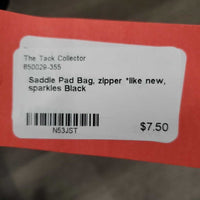 The Tack Collector
650029-355
Saddle Pad Bag, zipper *like new,
sparkles Black
$7.50
N53JST